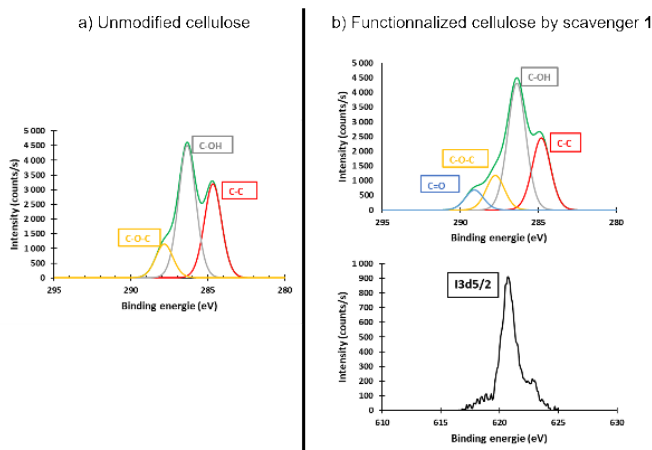 a) Unmodified cellulose
5 000
4 500
4 000
3 500
3 000
2 500
2 000
1 500
1 000
500
0
Intensity (counts/s)
C-OH
C-C
C-O-C
295
290
285
280
Binding energie (eV)
b) Functionnalized cellulose by scavenger 1
5 000
4 500
4 000
3 500
3 000
2 500
2 000
1 500
1 000
500
0
Intensity (counts/s)
C-OH
C-C
C-O-C
C=O
295
290
285
280
Binding energie (eV)
1000
900
800
700
600
500
400
300
200
100
0
Intensity (counts/s)
I3d5/2
610
615
620
625
630
Binding energie (eV)